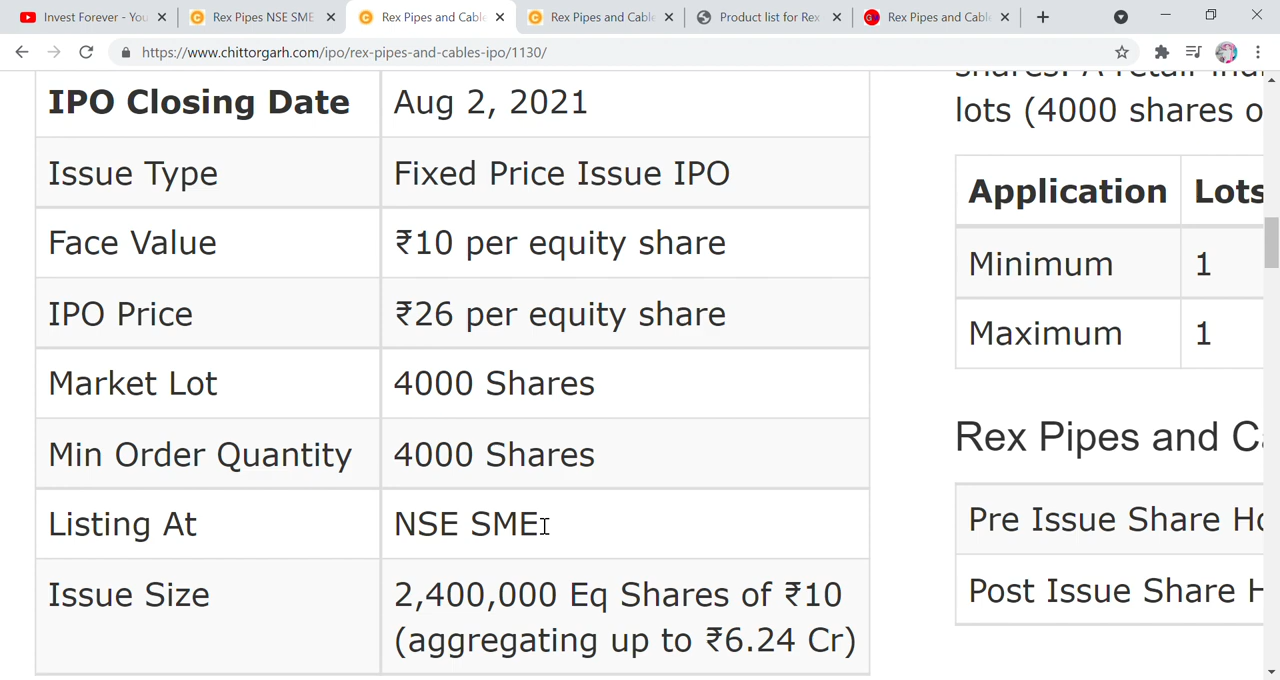 Invest Forever - You
Rex Pipes NSE SME
Rex Pipes and Cable
Rex Pipes and Cable
Product list for Rex
Rex Pipes and Cable
https://www.chittorgarh.com/ipo/rex-pipes-and-cables-ipo/1130/
IPO Closing Date Aug 2, 2021
Issue Type Fixed Price Issue IPO
Face Value ₹10 per equity share
IPO Price ₹26 per equity share
Market Lot 4000 Shares
Min Order Quantity 4000 Shares
Listing At NSE SME
Issue Size 2,400,000 Eq Shares of ₹10
(aggregating up to ₹6.24 Cr)
lots (4000 shares o
Application Lots
Minimum 1
Maximum 1
Rex Pipes and C
Pre Issue Share Ho
Post Issue Share H